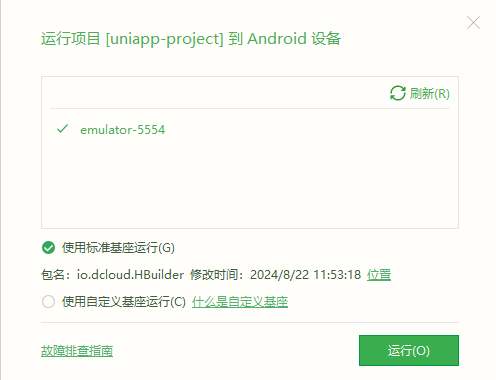 运行项目 [uniapp-project] 到 Android 设备
刷新(R)
emulator-5554
使用标准基座运行(G)
包名：io.dcloud.HBuilder 修改时间：2024/8/22 11:53:18 位置
使用自定义基座运行(C) 什么是自定义基座
故障排查指南 运行(O)